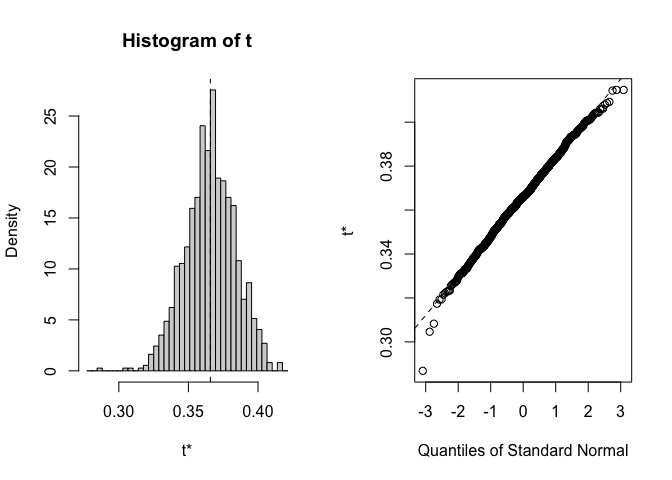 Histogram of t
Density
0 5 10 15 20 25
0.30 0.35 0.40
t*
t*
0.30 0.34 0.38
-3 -2 -1 0 1 2 3
Quantiles of Standard Normal